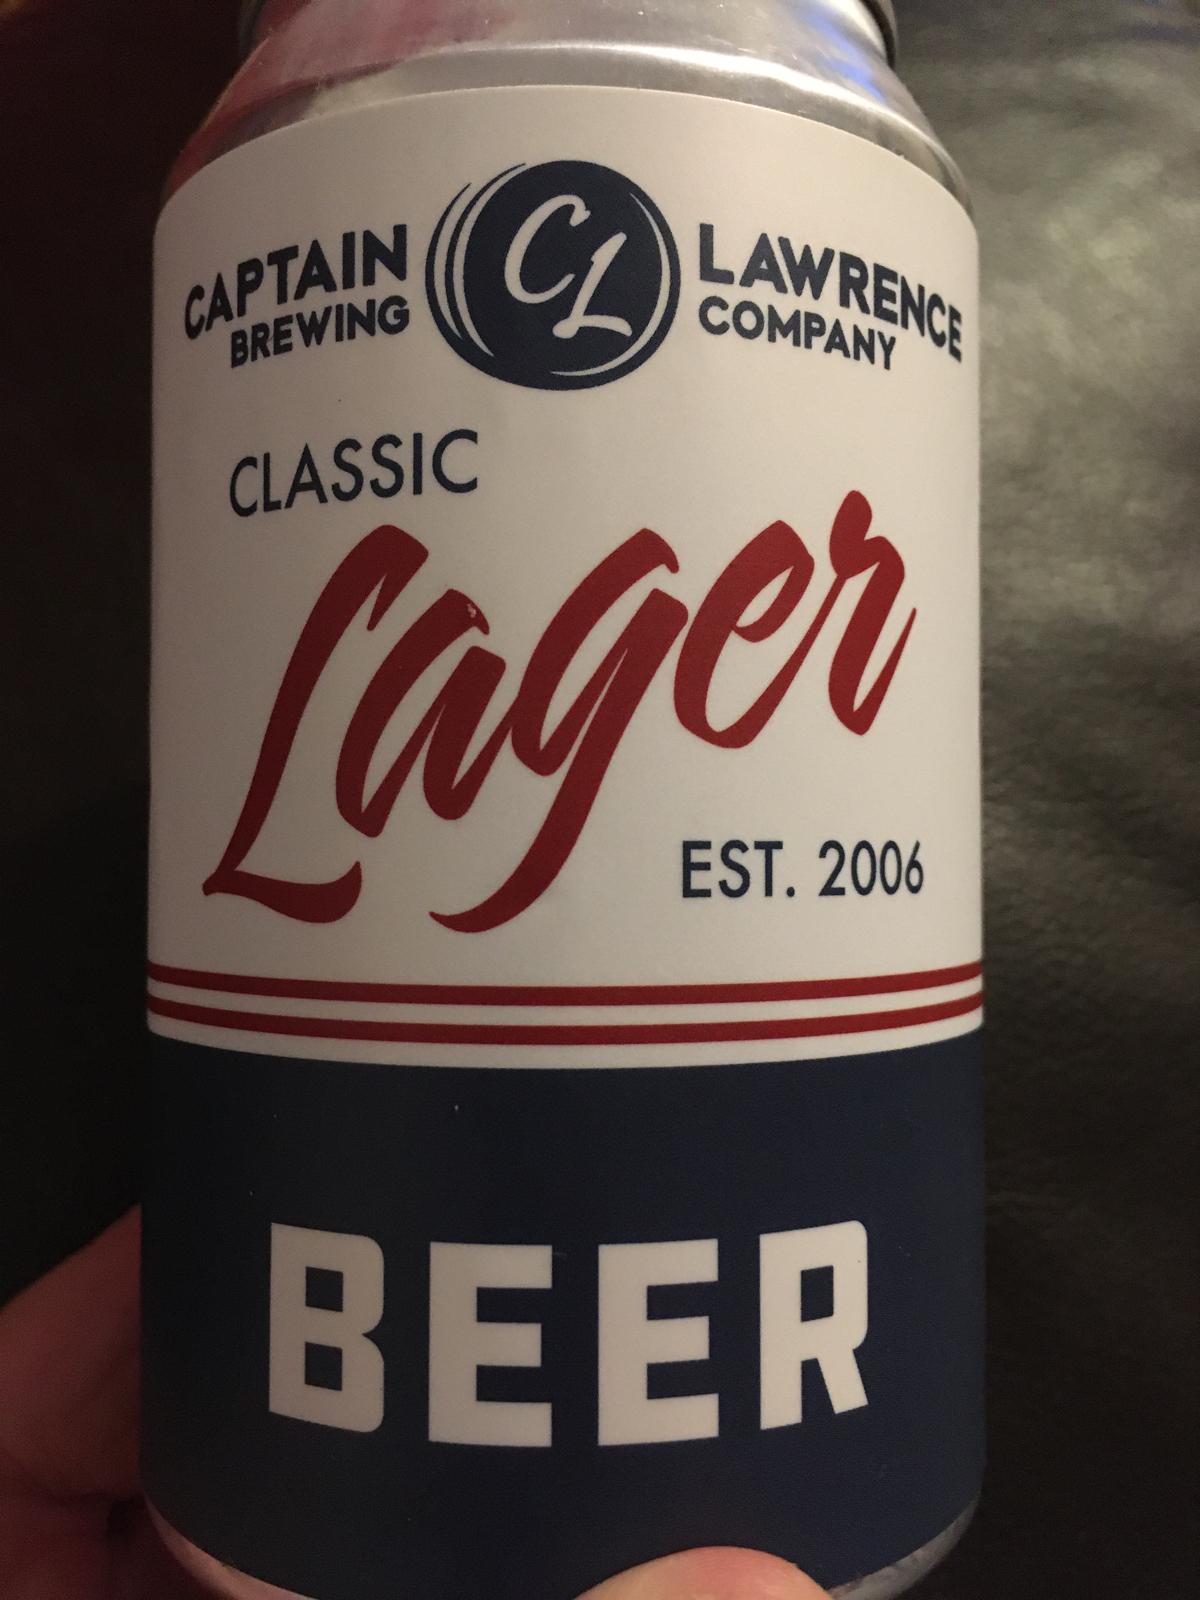 CAPTAIN CL LAWRENCE
BREWING COMPANY
CLASSIC
Lager
EST. 2006
BEER